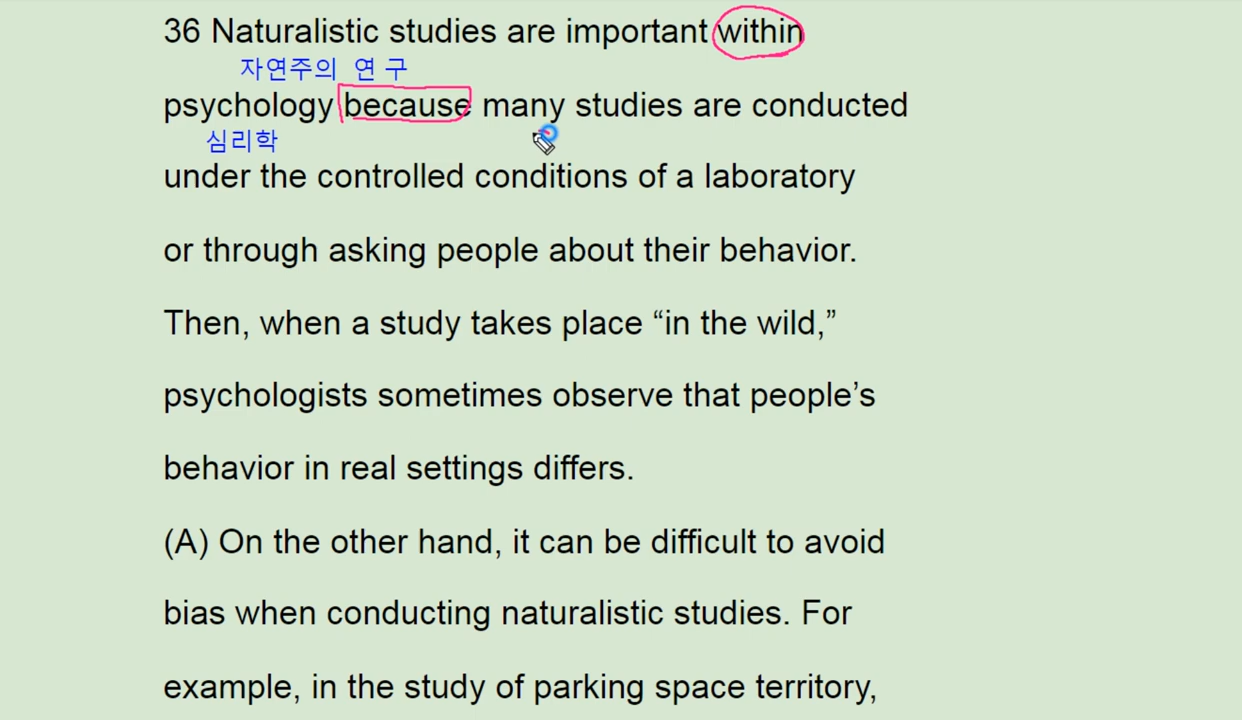 36 Naturalistic studies are important within
자연주의 연 구
psychology because many studies are conducted
심리학
under the controlled conditions of a laboratory
or through asking people about their behavior.
Then, when a study takes place “in the wild,”
psychologists sometimes observe that people’s
behavior in real settings differs.
(A) On the other hand, it can be difficult to avoid
bias when conducting naturalistic studies. For
example, in the study of parking space territory,